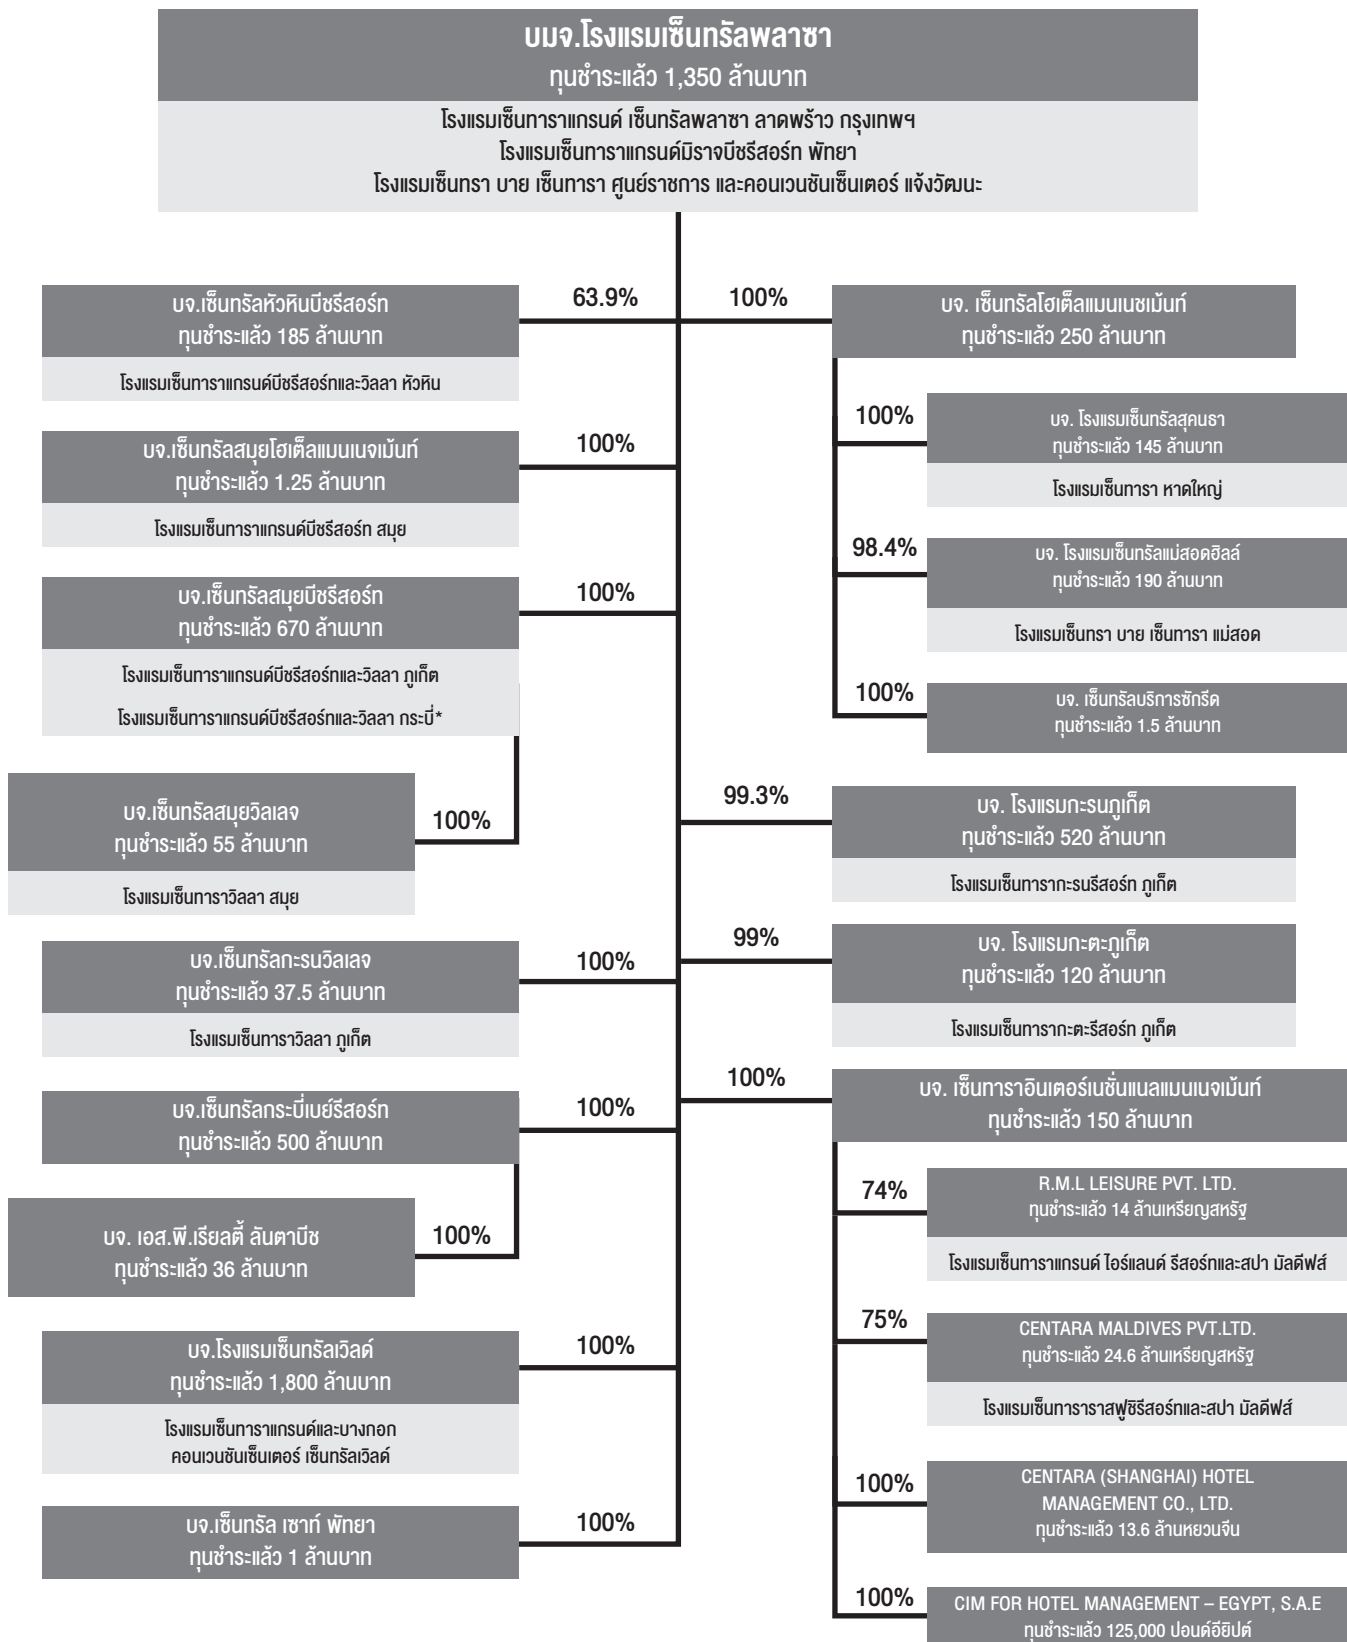 บมจ.โรงแรมเซ็นทรัลพลาซา
ทุนชำระแล้ว 1,350 ล้านบาท
โรงแรมเซ็นทาราแกรนด์ เซ็นทรัลพลาซา ลาดพร้าว กรุงเทพฯ
โรงแรมเซ็นทาราแกรนด์มิราจบีชรีสอร์ท พัทยา
โรงแรมเซ็นทรา บาย เซ็นทารา ศูนย์ราชการ และคอนเวนชันเซ็นเตอร์ แจ้งวัฒนะ
63.9%
บจ.เซ็นทรัลหัวหินบีชรีสอร์ท
ทุนชำระแล้ว 185 ล้านบาท
โรงแรมเซ็นทาราแกรนด์บีชรีสอร์ทและวิลลา หัวหิน
100%
บจ.เซ็นทรัลสมุยโฮเต็ลแมนเนจเม้นท์
ทุนชำระแล้ว 1.25 ล้านบาท
โรงแรมเซ็นทาราแกรนด์บีชรีสอร์ท สมุย
100%
บจ.เซ็นทรัลสมุยบีชรีสอร์ท
ทุนชำระแล้ว 670 ล้านบาท
โรงแรมเซ็นทาราแกรนด์บีชรีสอร์ทและวิลลา ภูเก็ต
โรงแรมเซ็นทาราแกรนด์บีชรีสอร์ทและวิลลา กระบี่*
100%
บจ.เซ็นทรัลสมุยวิลเลจ
ทุนชำระแล้ว 55 ล้านบาท
โรงแรมเซ็นทาราวิลลา สมุย
100%
บจ.เซ็นทรัลกะรนวิลเลจ
ทุนชำระแล้ว 37.5 ล้านบาท
โรงแรมเซ็นทาราวิลลา ภูเก็ต
100%
บจ.เซ็นทรัลกระบี่เบย์รีสอร์ท
ทุนชำระแล้ว 500 ล้านบาท
100%
บจ. เอส.พี.เรียลตี้ ลันตาบีช
ทุนชำระแล้ว 36 ล้านบาท
100%
บจ.โรงแรมเซ็นทรัลเวิลด์
ทุนชำระแล้ว 1,800 ล้านบาท
โรงแรมเซ็นทาราแกรนด์และบางกอก
คอนเวนชันเซ็นเตอร์ เซ็นทรัลเวิลด์
100%
บจ.เซ็นทรัล เซาท์ พัทยา
ทุนชำระแล้ว 1 ล้านบาท
100%
บจ. เซ็นทรัลโฮเต็ลแมนเนชเม้นท์
ทุนชำระแล้ว 250 ล้านบาท
100%
บจ. โรงแรมเซ็นทรัลสุคนธา
ทุนชำระแล้ว 145 ล้านบาท
โรงแรมเซ็นทารา หาดใหญ่
98.4%
บจ. โรงแรมเซ็นทรัลแม่สอดฮิลล์
ทุนชำระแล้ว 190 ล้านบาท
โรงแรมเซ็นทรา บาย เซ็นทารา แม่สอด
100%
บจ. เซ็นทรัลบริการซักรีด
ทุนชำระแล้ว 1.5 ล้านบาท
99.3%
บจ. โรงแรมกะรนภูเก็ต
ทุนชำระแล้ว 520 ล้านบาท
โรงแรมเซ็นทารากะรนรีสอร์ท ภูเก็ต
99%
บจ. โรงแรมกะตะภูเก็ต
ทุนชำระแล้ว 120 ล้านบาท
โรงแรมเซ็นทารากะตะรีสอร์ท ภูเก็ต
100%
บจ. เซ็นทาราอินเตอร์เนชั่นแนลแมนเนจเม้นท์
ทุนชำระแล้ว 150 ล้านบาท
74%
R.M.L LEISURE PVT. LTD.
ทุนชำระแล้ว 14 ล้านเหรียญสหรัฐ
โรงแรมเซ็นทาราแกรนด์ ไอร์แลนด์ รีสอร์ทและสปา มัลดีฟส์
75%
CENTARA MALDIVES PVT.LTD.
ทุนชำระแล้ว 24.6 ล้านเหรียญสหรัฐ
โรงแรมเซ็นทาราราสฟูชิรีสอร์ทและสปา มัลดีฟส์
100%
CENTARA (SHANGHAI) HOTEL
MANAGEMENT CO., LTD.
ทุนชำระแล้ว 13.6 ล้านหยวนจีน
100%
CIM FOR HOTEL MANAGEMENT – EGYPT, S.A.E
ทุนชำระแล้ว 125,000 ปอนด์อียิปต์